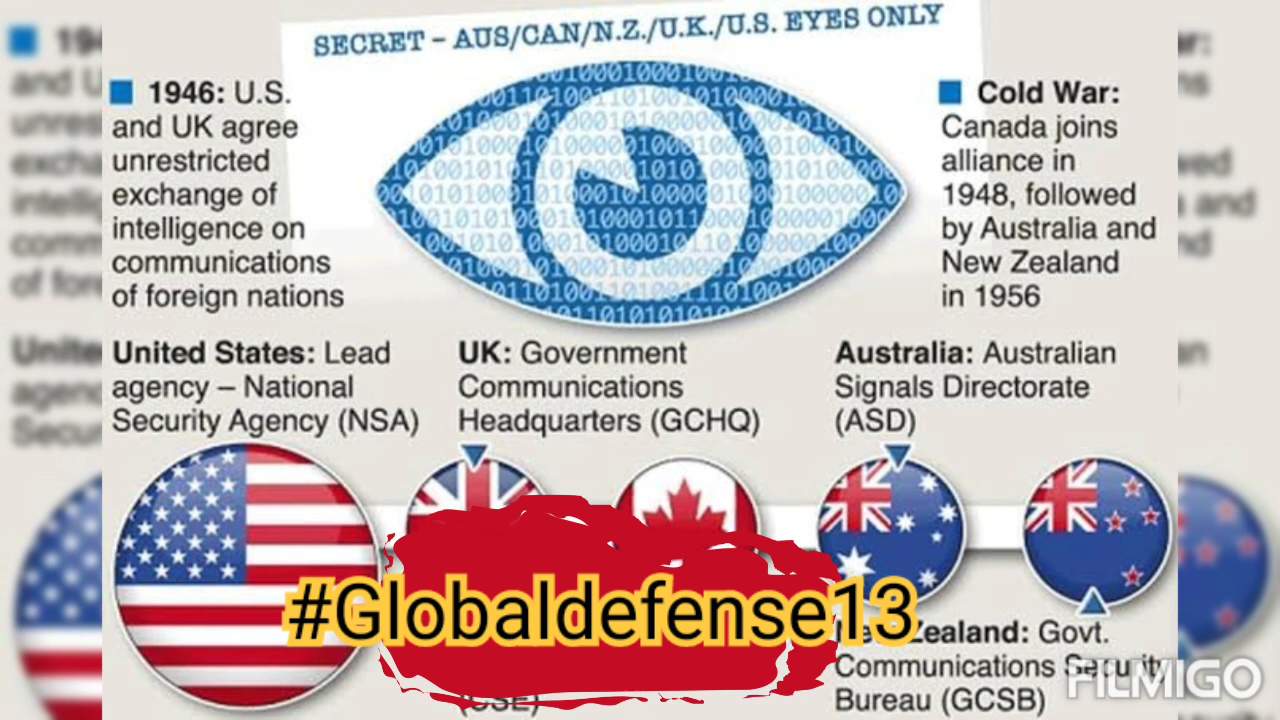 SECRET – AUS/CAN/N.Z./U.K./U.S. EYES ONLY
1946: U.S.
and UK agree
unrestricted
exchange of
intelligence on
communications
of foreign nations
Cold War:
Canada joins
alliance in
1948, followed
by Australia and
New Zealand
in 1956
United States: Lead
agency – National
Security Agency (NSA)
UK: Government
Communications
Headquarters (GCHQ)
Australia: Australian
Signals Directorate
(ASD)
#Globaldefense13
Zealand: Govt.
Communications Security
Bureau (GCSB)
(CSE)
FILMIGO